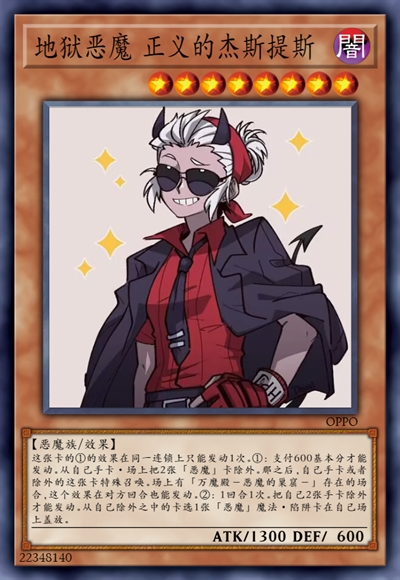 地狱恶魔 正义的杰斯提斯
闇
OPPO
【恶魔族/效果】
这张卡的①的效果在同一连锁上只能发动1次。①：支付600基本分才能
发动。从自己手卡・场上把2张「恶魔」卡除外。那之后，自己手卡或者
除外的这张卡特殊召唤。场上有「万魔殿－恶魔的巢窟－」存在的场
合，这个效果在对方回合也能发动。②：1回合1次。把自己2张手卡除外
才能发动。从自己除外之中的卡选1张「恶魔」魔法・陷阱卡在自己场
上盖放。
ATK/1300 DEF/ 600
22348140